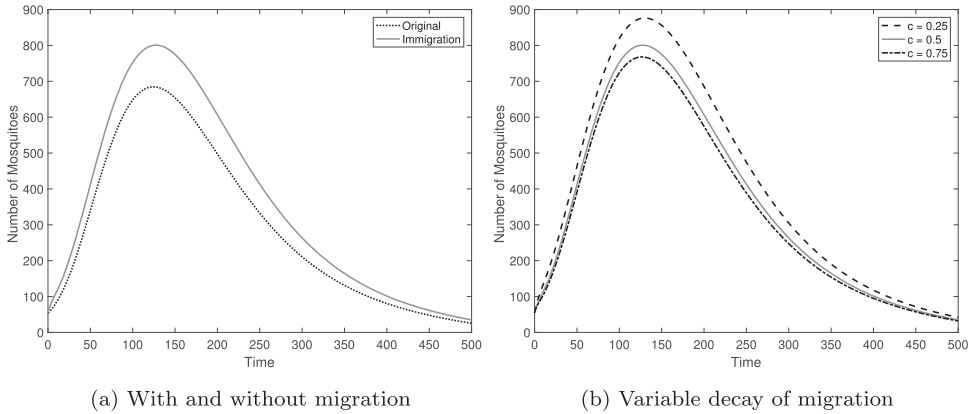 900
800
700
600
500
400
300
200
100
0
Number of Mosquitoes
0 50 100 150 200 250 300 350 400 450 500
Time
Original
Immigration
(a) With and without migration
900
800
700
600
500
400
300
200
100
0
Number of Mosquitoes
0 50 100 150 200 250 300 350 400 450 500
Time
c = 0.25
c = 0.5
c = 0.75
(b) Variable decay of migration